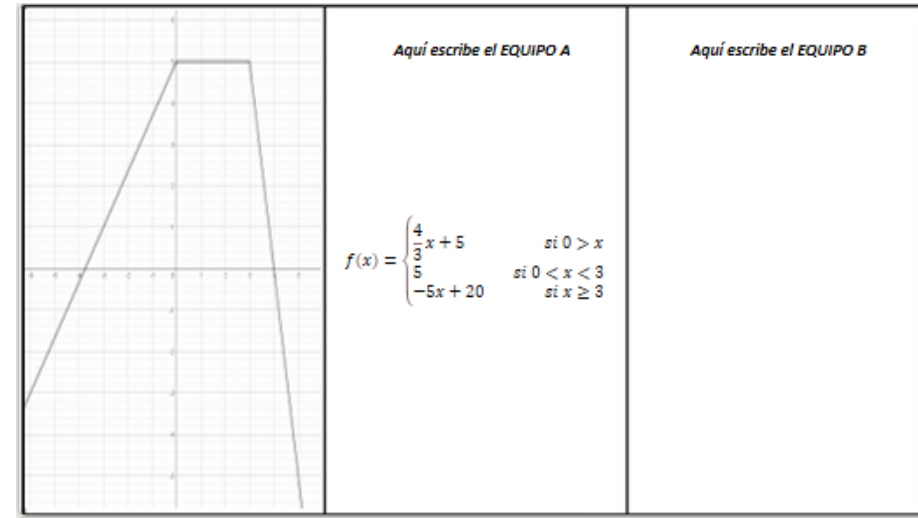 Aquí escribe el EQUIPO A
Aquí escribe el EQUIPO B
f(x) = { 4/3 x + 5 si 0 > x
5 si 0 < x < 3
−5x + 20 si x ≥ 3